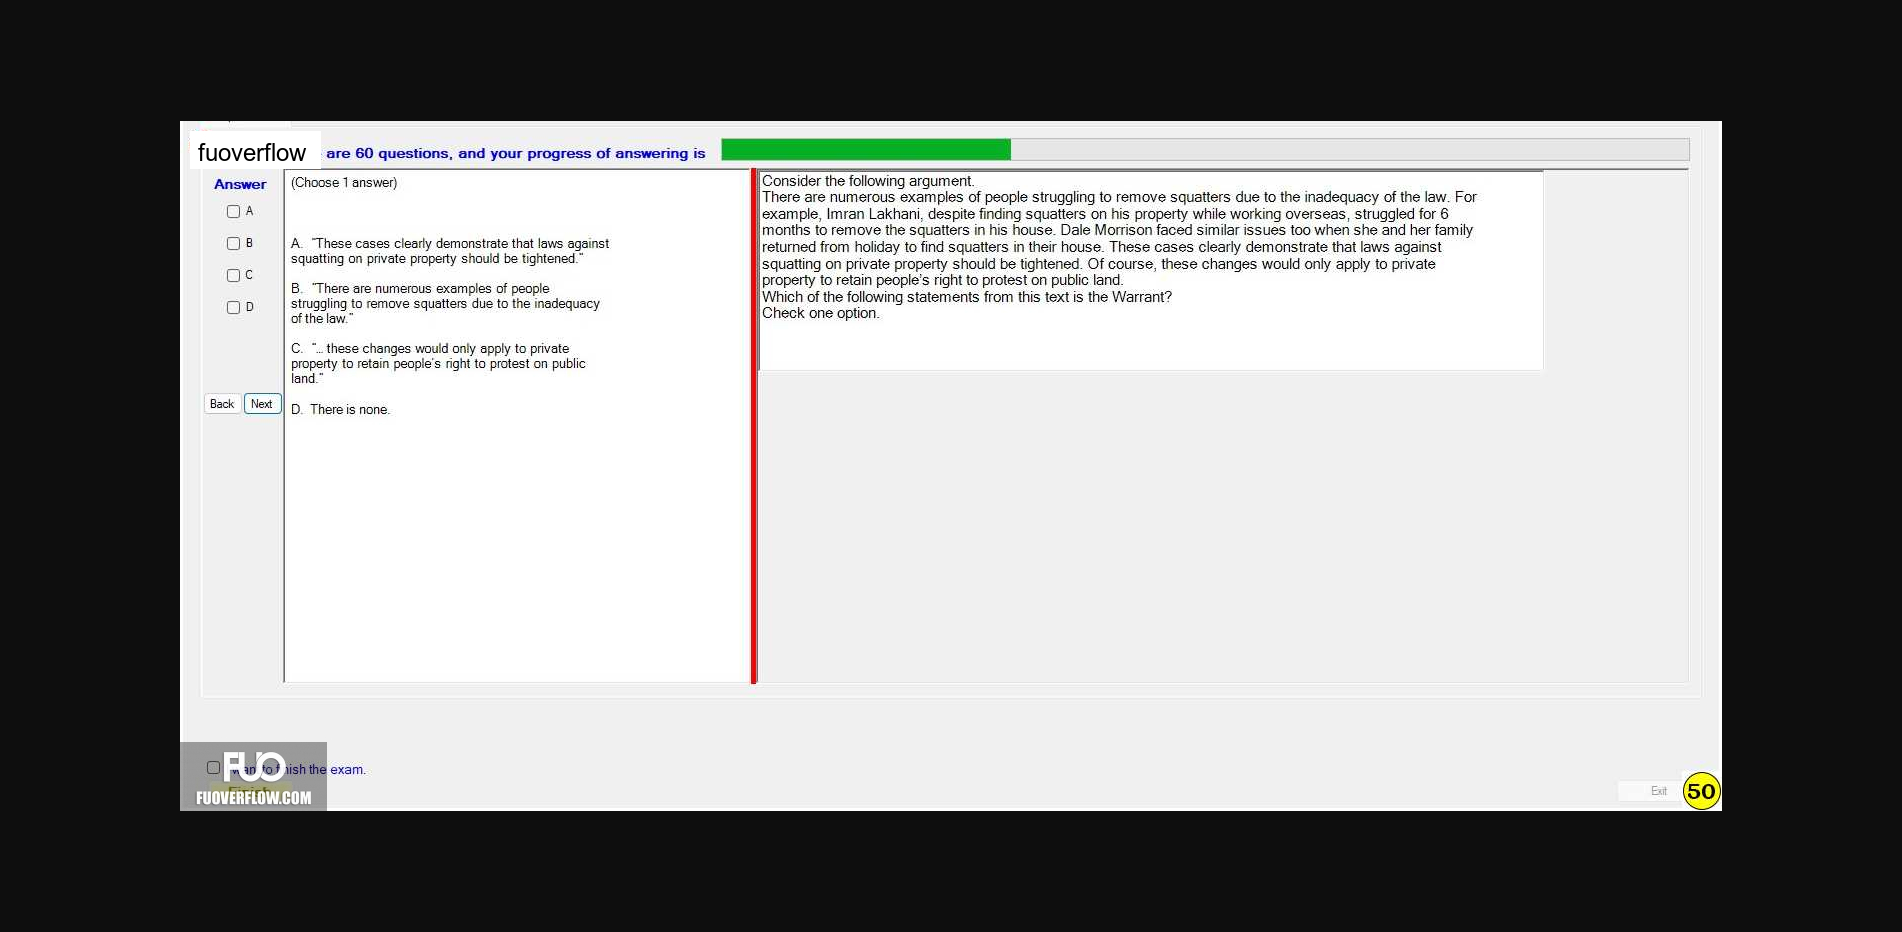 fuoverflow are 60 questions, and your progress of answering is
Answer
A
B
C
D
Back Next
(Choose 1 answer)
A. "These cases clearly demonstrate that laws against
squatting on private property should be tightened."
B. "There are numerous examples of people
struggling to remove squatters due to the inadequacy
of the law."
C. "... these changes would only apply to private
property to retain people's right to protest on public
land."
D. There is none.
Consider the following argument.
There are numerous examples of people struggling to remove squatters due to the inadequacy of the law. For
example, Imran Lakhani, despite finding squatters on his property while working overseas, struggled for 6
months to remove the squatters in his house. Dale Morrison faced similar issues too when she and her family
returned from holiday to find squatters in their house. These cases clearly demonstrate that laws against
squatting on private property should be tightened. Of course, these changes would only apply to private
property to retain people's right to protest on public land.
Which of the following statements from this text is the Warrant?
Check one option.
the exam.
FUO
FUOVERFLOW.COM
Exit
50